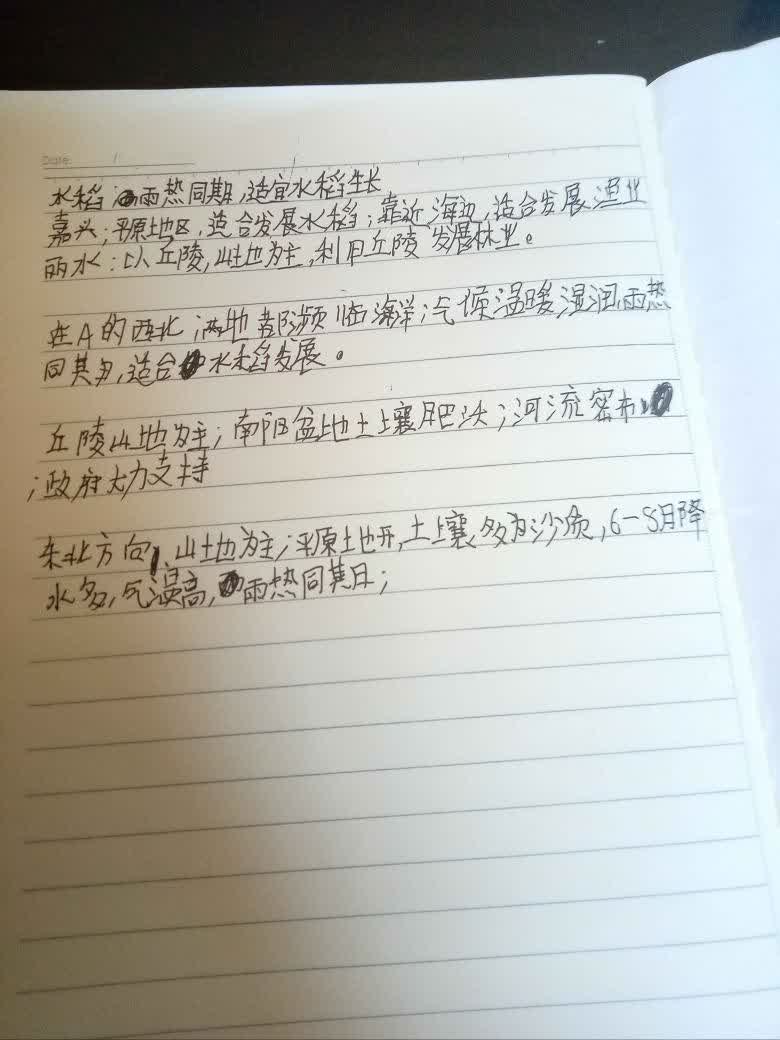 Date: /
水稻;雨热同期,适宜水稻生长
嘉兴;平原地区,适合发展水稻;靠近海边,适合发展渔业
丽水:以丘陵,山地为主,利用丘陵发展林业。
在A的西北;两地都濒临海洋;气候温暖湿润,雨热
同期,适合水稻发展。
丘陵山地为主;南阳盆地土壤肥沃;河流密布
;政府大力支持
东北方向,山地为主;平原地形,土壤多为沙质,6-8月降
水多,气温高,雨热同期;